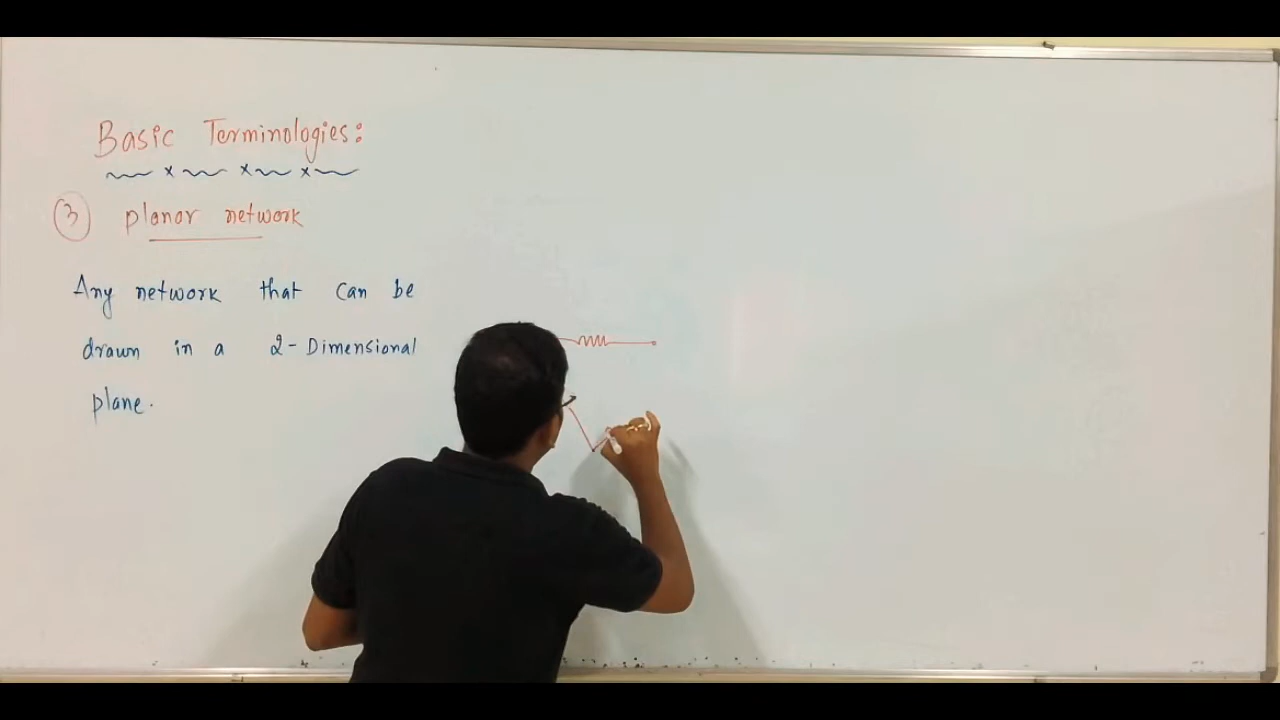 Basic Terminologies:
3 planar network
Any network that can be
drawn in a 2-Dimensional
plane.